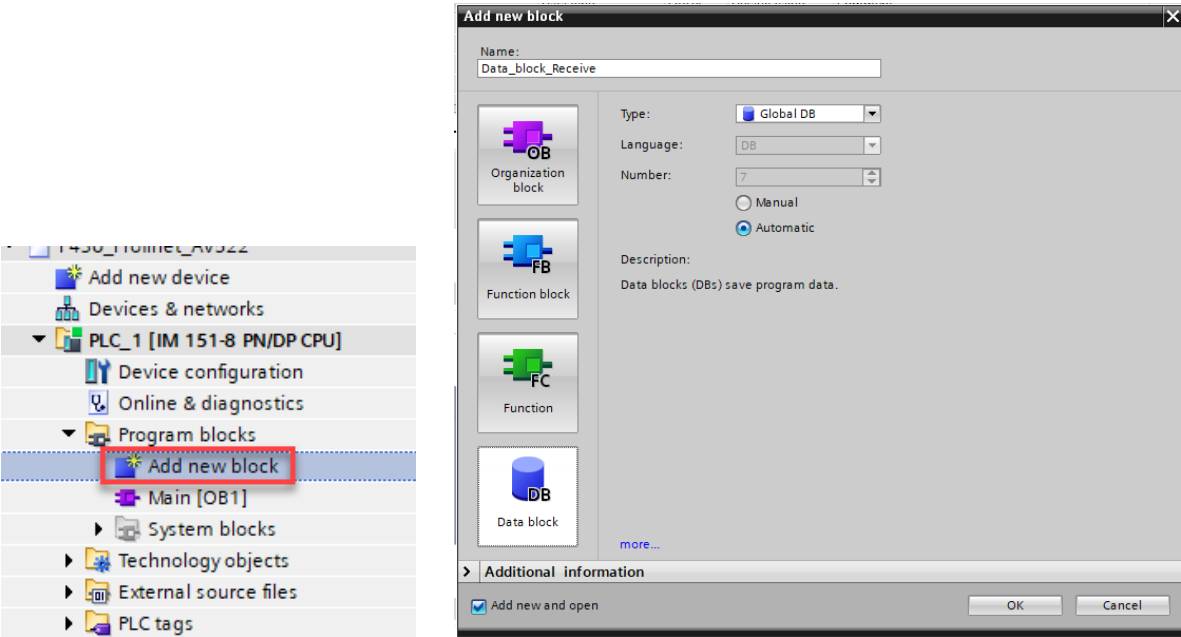 Add new device
Devices & networks
PLC_1 [IM 151-8 PN/DP CPU]
Device configuration
Online & diagnostics
Program blocks
Add new block
Main [OB1]
System blocks
Technology objects
External source files
PLC tags
Add new block
Name:
Data_block_Receive
OB
Organization
block
FB
Function block
FC
Function
DB
Data block
Type:
Global DB
Language:
DB
Number:
7
Manual
Automatic
Description:
Data blocks (DBs) save program data.
more...
Additional information
Add new and open
OK
Cancel